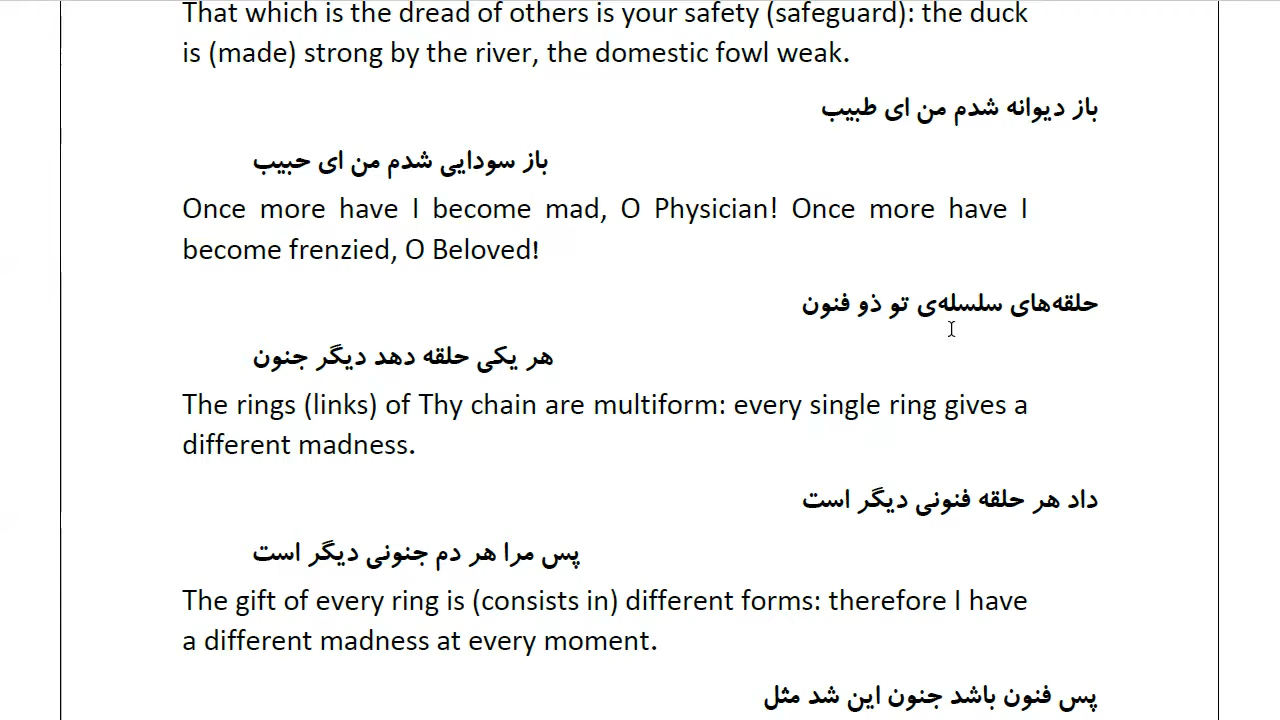 That which is the dread of others is your safety (safeguard): the duck
is (made) strong by the river, the domestic fowl weak.
باز دیوانه شدم من ای طبیب
باز سودایی شدم من ای حبیب
Once more have I become mad, O Physician! Once more have I
become frenzied, O Beloved!
حلقه‌های سلسله‌ی تو ذو فنون
هر یکی حلقه دهد دیگر جنون
The rings (links) of Thy chain are multiform: every single ring gives a
different madness.
داد هر حلقه فنونی دیگر است
پس مرا هر دم جنونی دیگر است
The gift of every ring is (consists in) different forms: therefore I have
a different madness at every moment.
پس فنون باشد جنون این شد مثل